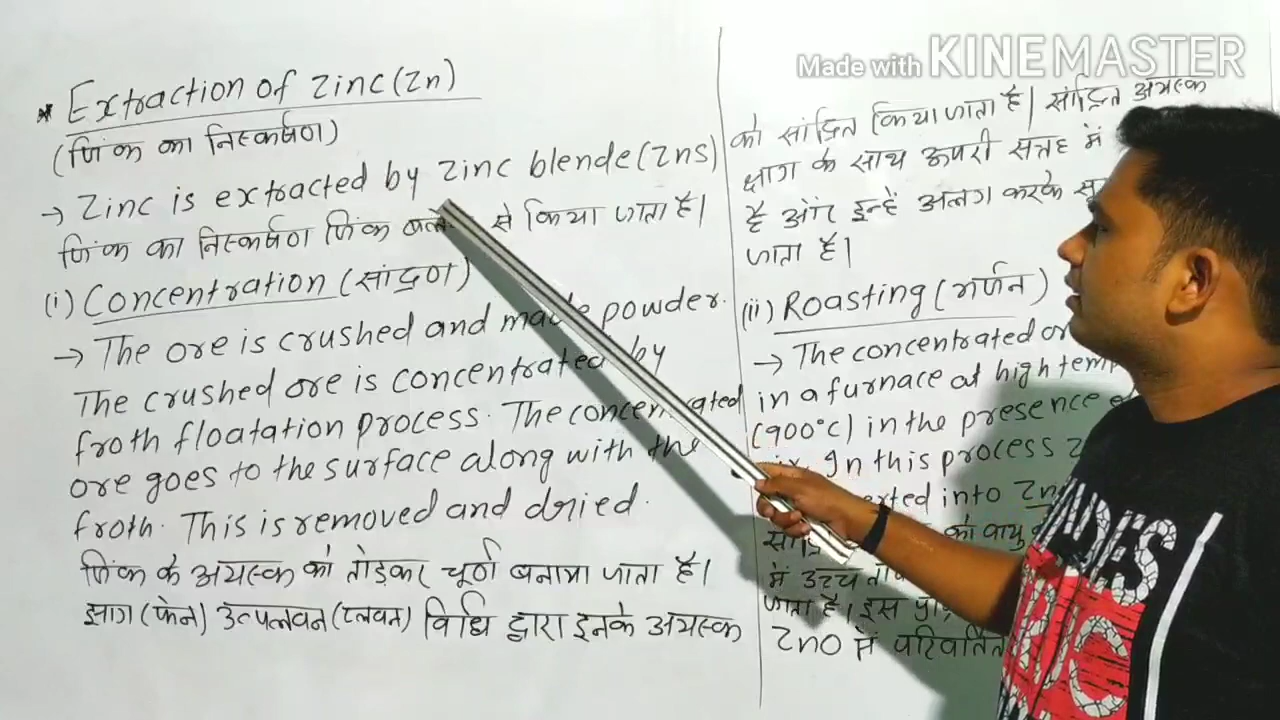 Made with KINEMASTER
* Extraction of Zinc (Zn)
(जिंक का निस्कर्षण)
→ Zinc is extracted by Zinc blende (Zns)
जिंक का निस्कर्षण जिंक से किया जाता है।
(i) Concentration (सांद्रण)
→ The ore is crushed and made powder.
The crushed ore is concentrated by
froth floatation process. The concentrated
ore goes to the surface along with the
froth. This is removed and dried.
जिंक के अयस्क को तोड़कर चूर्ण बनाया जाता है।
झाग (फेन) उत्पलवन (प्लवन) विधि द्वारा इनके अयस्क
को सांद्रित किया जाता है। सांद्रित अयस्क
झाग के साथ ऊपरी सतह में
है और इन्हें अलग करके
जाता है।
(ii) Roasting (भर्जन)
→ The concentrated
in a furnace at high
(900°c) in the presence
In this process
into
को वायु
में उच्च
जाता है। इस
ZnO में परिवर्तित